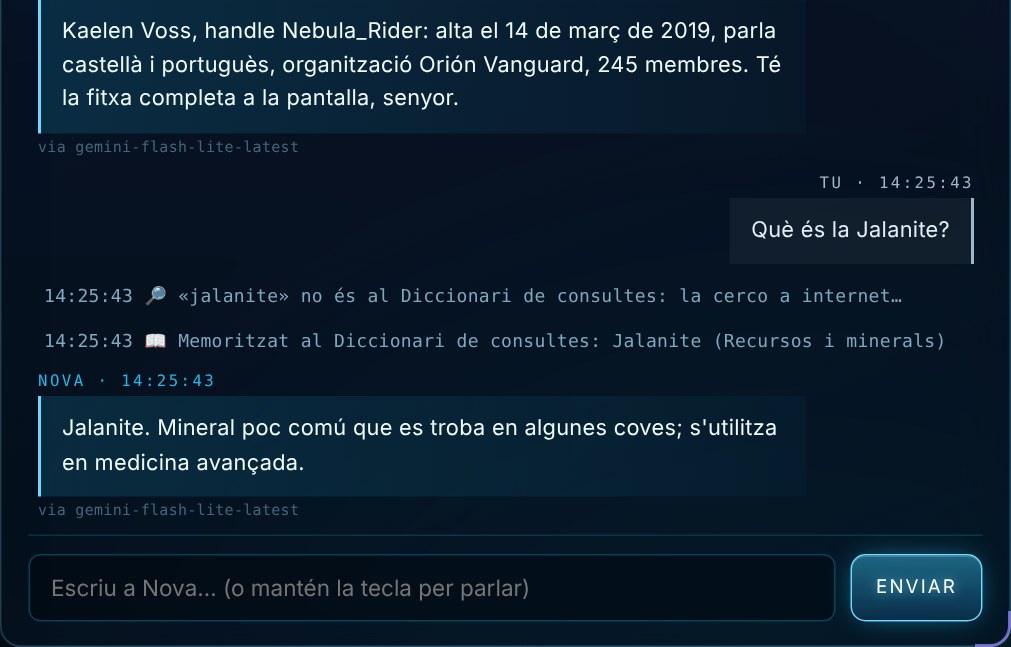 Kaelen Voss, handle Nebula_Rider: alta el 14 de març de 2019, parla
castellà i portuguès, organització Orión Vanguard, 245 membres. Té
la fitxa completa a la pantalla, senyor.
via gemini-flash-lite-latest
TU · 14:25:43
Què és la Jalanite?
14:25:43 🔎 «jalanite» no és al Diccionari de consultes: la cerco a internet…
14:25:43 📖 Memoritzat al Diccionari de consultes: Jalanite (Recursos i minerals)
NOVA · 14:25:43
Jalanite. Mineral poc comú que es troba en algunes coves; s'utilitza
en medicina avançada.
via gemini-flash-lite-latest
Escriu a Nova... (o mantén la tecla per parlar)
ENVIAR